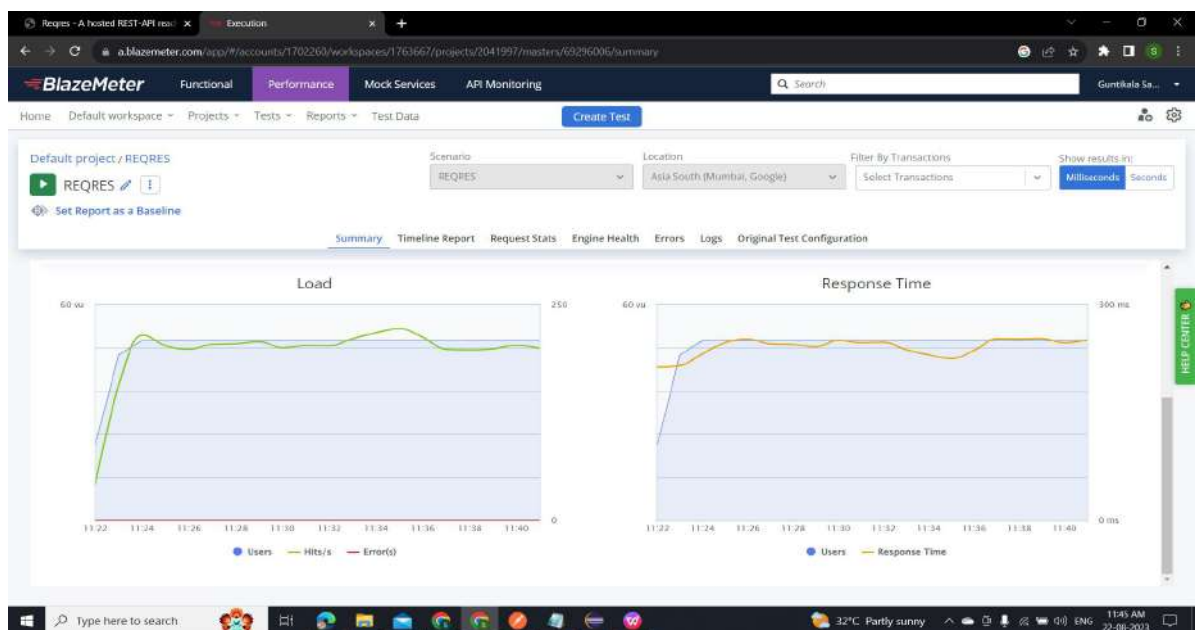 Reqres - A hosted REST-API read
Execution
a.blazemeter.com/app/#/accounts/1702260/workspaces/1763667/projects/2041997/masters/69296006/summary
S
BlazeMeter
Functional
Performance
Mock Services
API Monitoring
Search
Guntikala Sa...
Home
Default workspace
Projects
Tests
Reports
Test Data
Create Test
Default project / REQRES
REQRES
Set Report as a Baseline
Scenario
REQRES
Location
Asia South (Mumbai, Google)
Filter By Transactions
Select Transactions
Show results in:
Milliseconds
Seconds
Summary
Timeline Report
Request Stats
Engine Health
Errors
Logs
Original Test Configuration
Load
60 vu
250
0
11:22 11:24 11:26 11:28 11:30 11:32 11:34 11:36 11:38 11:40
Users
Hits/s
Error(s)
Response Time
60 vu
300 ms
0 ms
11:22 11:24 11:26 11:28 11:30 11:32 11:34 11:36 11:38 11:40
Users
Response Time
HELP CENTER
Type here to search
32°C Partly sunny
ENG
11:45 AM
22-08-2023